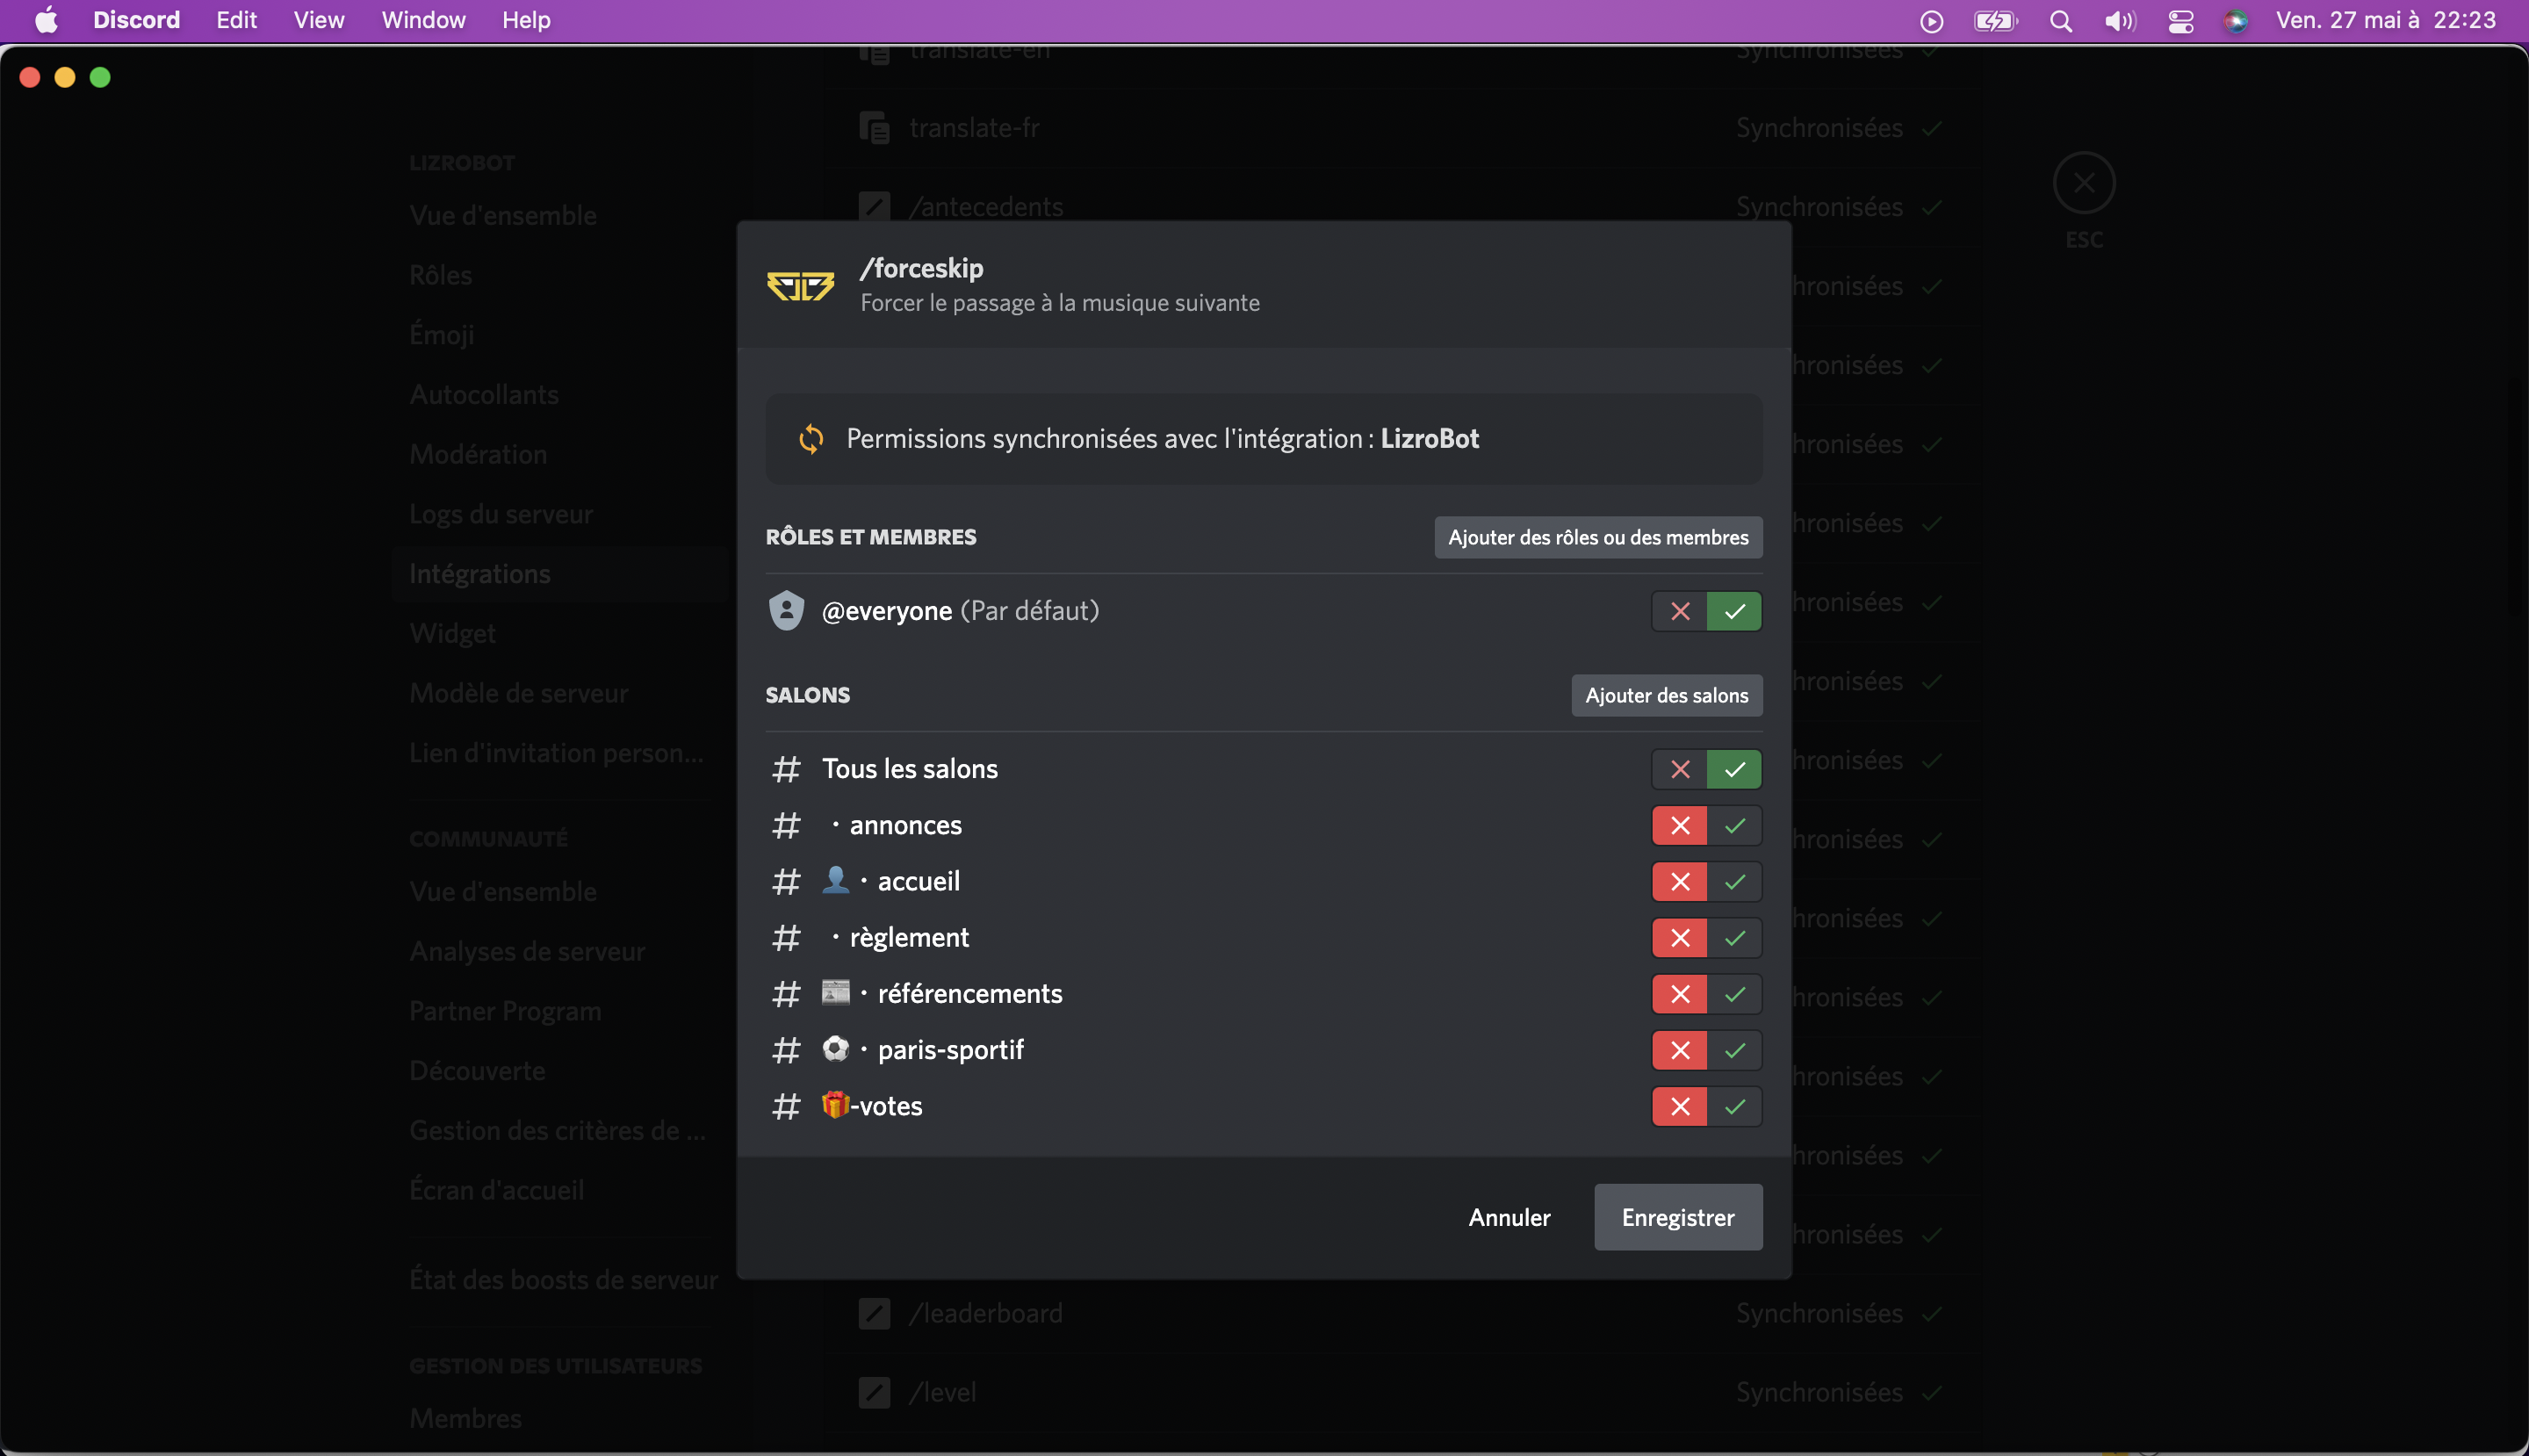 Discord Edit View Window Help Ven. 27 mai à 22:23
translate-en Synchronisées
translate-fr Synchronisées
LIZROBOT
/antecedents Synchronisées
Vue d'ensemble
ESC
/forceskip
Rôles
hronisées
Forcer le passage à la musique suivante
Émoji
hronisées
Autocollants
Permissions synchronisées avec l'intégration : LizroBot
hronisées
Modération
Logs du serveur
hronisées
RÔLES ET MEMBRES Ajouter des rôles ou des membres
Intégrations
@everyone (Par défaut)
hronisées
Widget
SALONS Ajouter des salons
hronisées
Modèle de serveur
Lien d'invitation person...
hronisées
Tous les salons
· annonces
COMMUNAUTÉ
hronisées
· accueil
Vue d'ensemble
hronisées
· règlement
Analyses de serveur
· référencements
hronisées
Partner Program
· paris-sportif
Découverte
hronisées
-votes
Gestion des critères de ...
hronisées
Écran d'accueil
Annuler Enregistrer
hronisées
État des boosts de serveur
/leaderboard Synchronisées
GESTION DES UTILISATEURS
/level Synchronisées
Membres